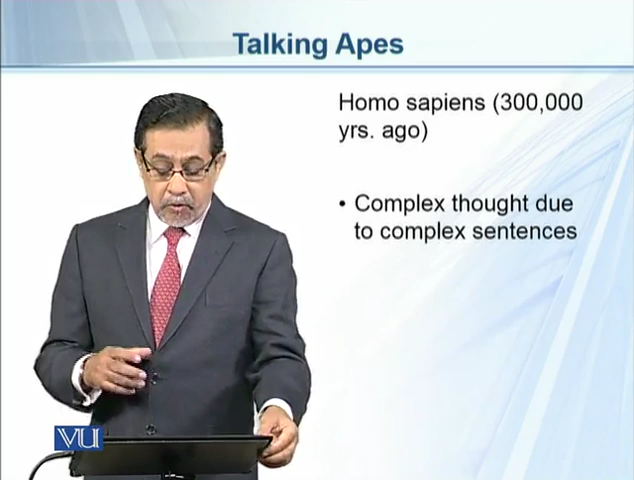 Talking Apes
Homo sapiens (300,000
yrs. ago)
• Complex thought due
to complex sentences
VU